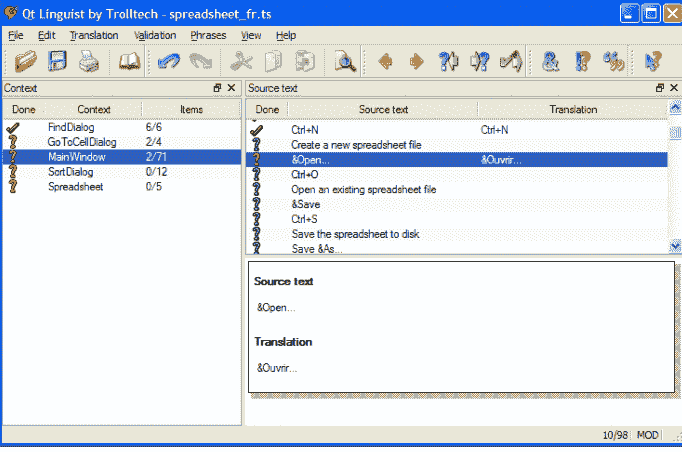 Qt Linguist by Trolltech - spreadsheet_fr.ts
File Edit Translation Validation Phrases View Help
Context
Done Context Items
FindDialog 6/6
GoToCellDialog 2/4
MainWindow 2/71
SortDialog 0/12
Spreadsheet 0/5
Source text
Done Source text Translation
Ctrl+N Ctrl+N
Create a new spreadsheet file
&Open... &Ouvrir...
Ctrl+O
Open an existing spreadsheet file
&Save
Ctrl+S
Save the spreadsheet to disk
Save &As...
Source text
&Open...
Translation
&Ouvrir...
10/98 MOD